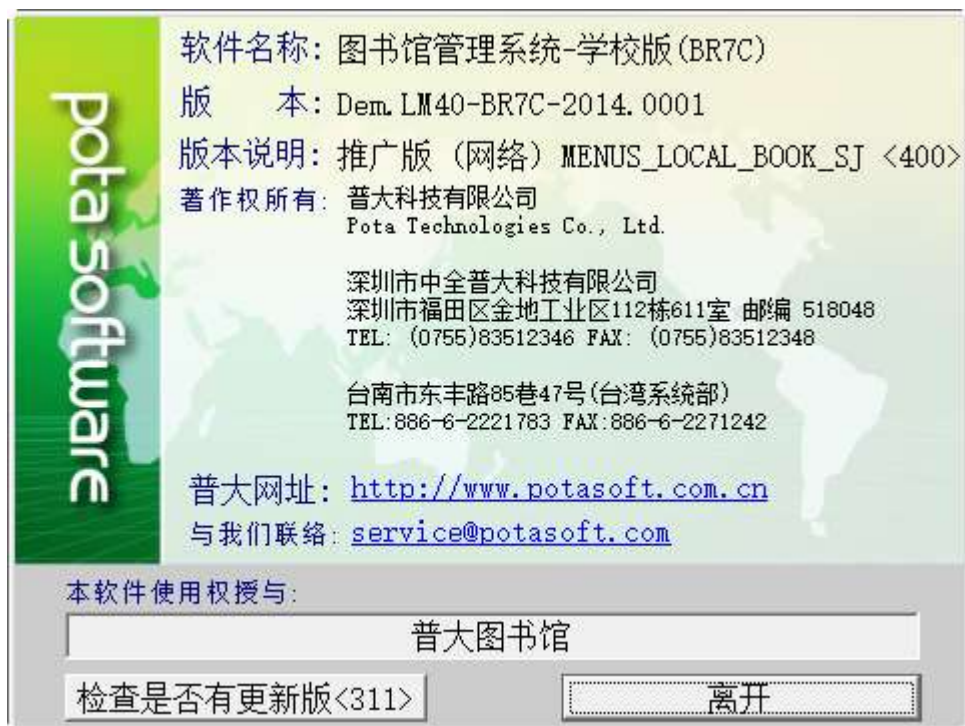 pota software
软件名称: 图书馆管理系统-学校版(BR7C)
版 本: Dem.LM40-BR7C-2014.0001
版本说明: 推广版 (网络) MENUS_LOCAL_BOOK_SJ <400>
著作权所有: 普大科技有限公司
Pota Technologies Co., Ltd.
深圳市中全普大科技有限公司
深圳市福田区金地工业区112栋611室 邮编 518048
TEL: (0755)83512346 FAX: (0755)83512348
台南市东丰路85巷47号(台湾系统部)
TEL:886-6-2221783 FAX:886-6-2271242
普大网址: http://www.potasoft.com.cn
与我们联络: service@potasoft.com
本软件使用权授与:
普大图书馆
检查是否有更新版<311>
离开